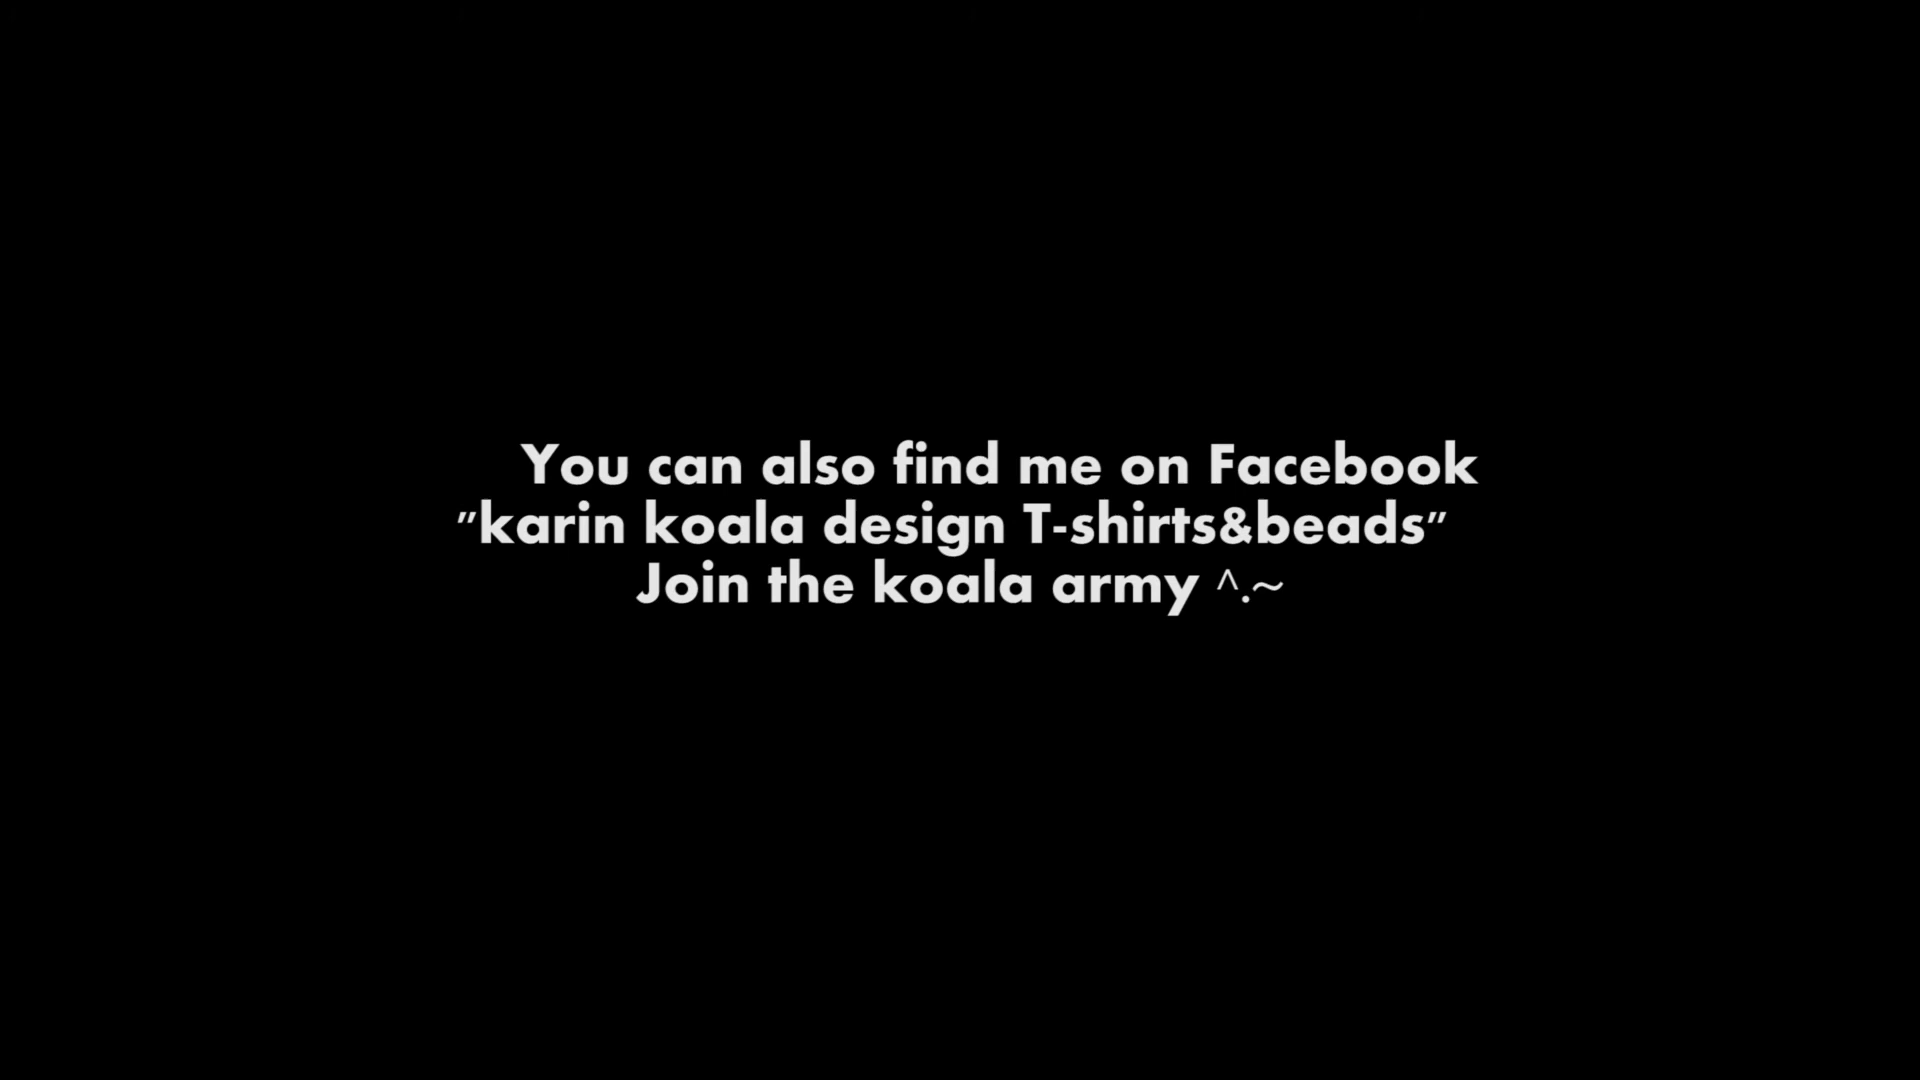 You can also find me on Facebook
"karin koala design T-shirts&beads"
Join the koala army ^.~